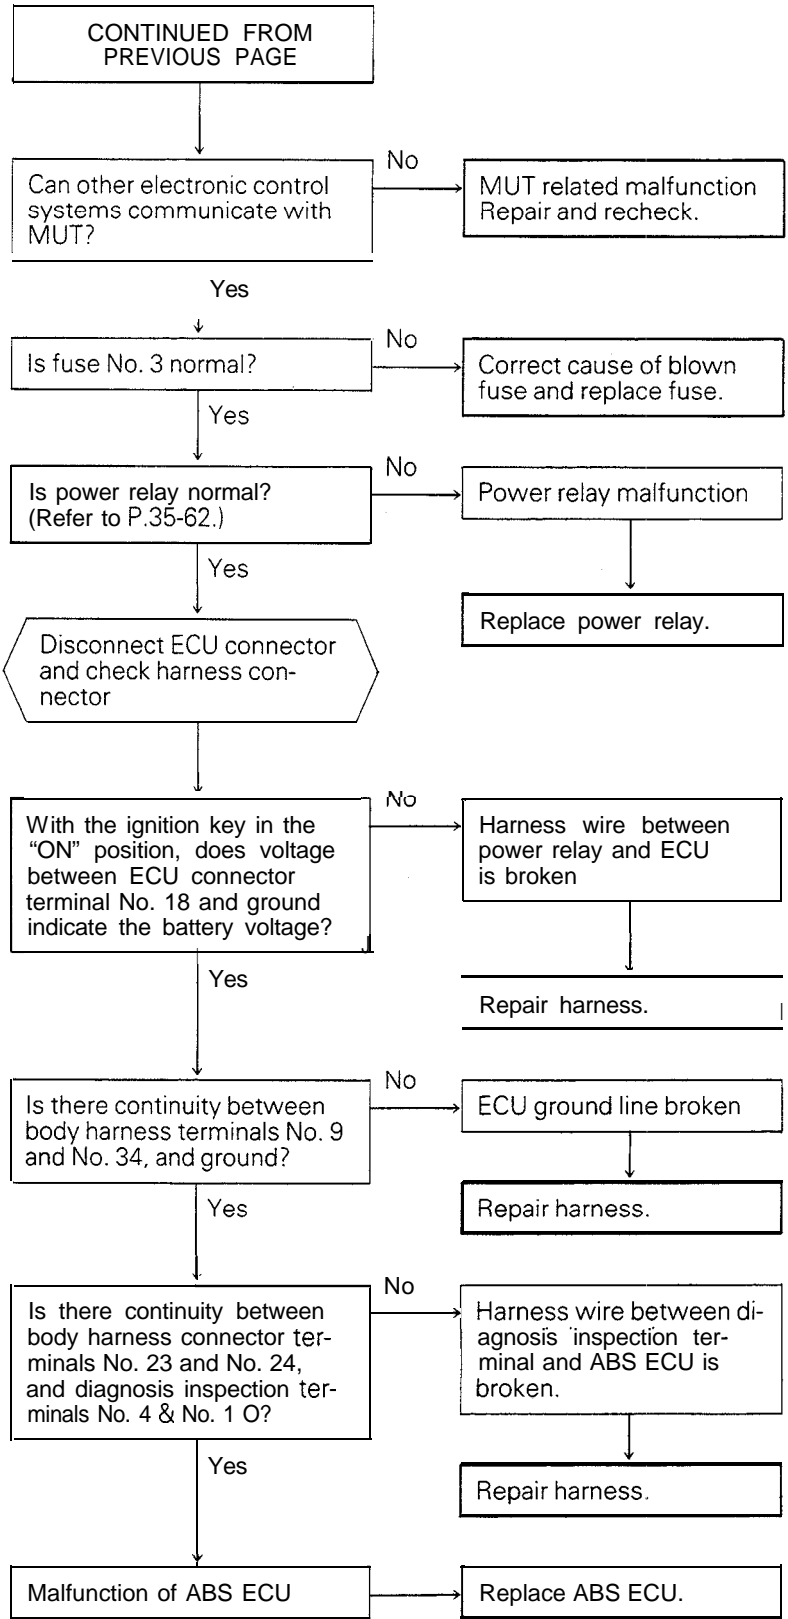 CONTINUED FROM
PREVIOUS PAGE
No
Can other electronic control
systems communicate with
MUT?
MUT related malfunction
Repair and recheck.
Yes
No
Is fuse No. 3 normal?
Correct cause of blown
fuse and replace fuse.
Yes
No
Is power relay normal?
(Refer to P.35-62.)
Power relay malfunction
Yes
Replace power relay.
Disconnect ECU connector
and check harness con-
nector
No
With the ignition key in the
“ON” position, does voltage
between ECU connector
terminal No. 18 and ground
indicate the battery voltage?
Harness wire between
power relay and ECU
is broken
Yes
Repair harness.
No
Is there continuity between
body harness terminals No. 9
and No. 34, and ground?
ECU ground line broken
Yes
Repair harness.
No
Is there continuity between
body harness connector ter-
minals No. 23 and No. 24,
and diagnosis inspection ter-
minals No. 4 & No. 1 O?
Harness wire between di-
agnosis inspection ter-
minal and ABS ECU is
broken.
Yes
Repair harness.
Malfunction of ABS ECU
Replace ABS ECU.